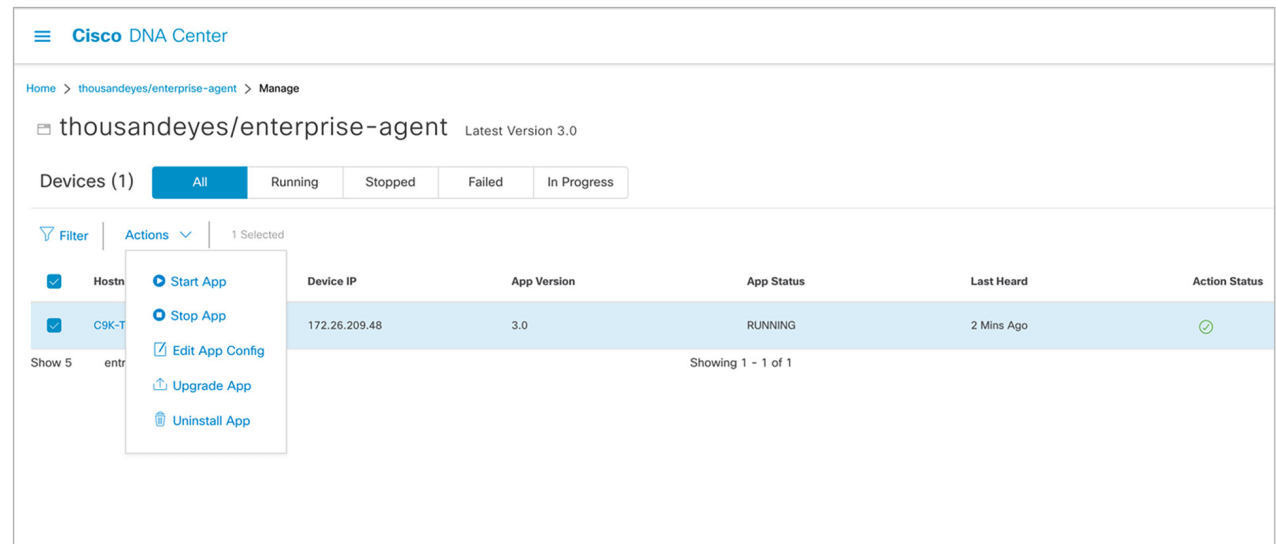 Cisco DNA Center
Home > thousandeyes/enterprise-agent > Manage
thousandeyes/enterprise-agent Latest Version 3.0
Devices (1) All Running Stopped Failed In Progress
Filter Actions 1 Selected
Hostn Device IP App Version App Status Last Heard Action Status
C9K-T 172.26.209.48 3.0 RUNNING 2 Mins Ago
Show 5 entr Showing 1 - 1 of 1
Start App
Stop App
Edit App Config
Upgrade App
Uninstall App